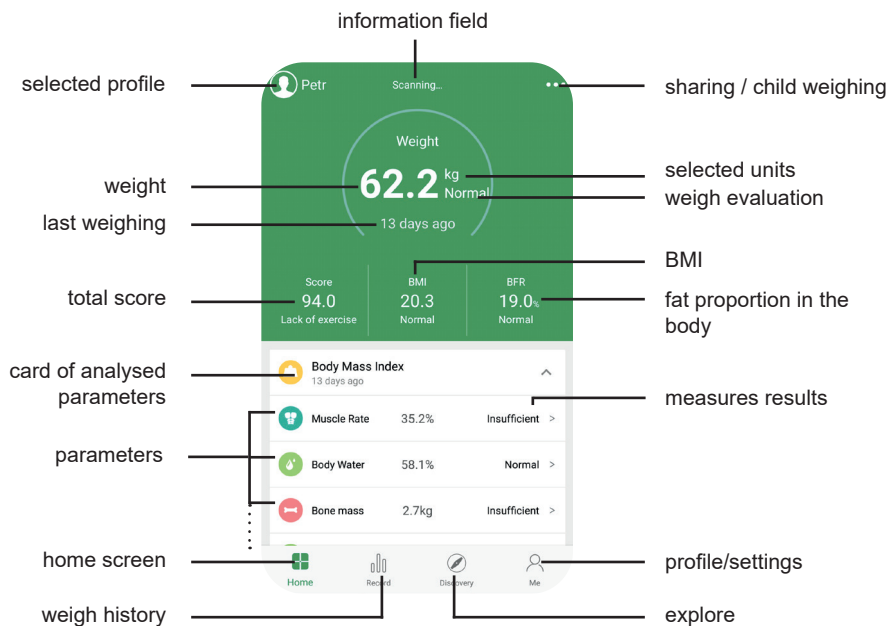 information field
selected profile
Petr
Scanning...
sharing / child weighing
Weight
weight
62.2 kg
Normal
selected units
weigh evaluation
last weighing
13 days ago
BMI
total score
Score
94.0
Lack of exercise
BMI
20.3
Normal
BFR
19.0%
Normal
fat proportion in the
body
card of analysed
parameters
Body Mass Index
13 days ago
measures results
Muscle Rate 35.2% Insufficient >
parameters
Body Water 58.1% Normal >
Bone mass 2.7kg Insufficient >
home screen
profile/settings
Home
Record
Discovery
Me
weigh history
explore